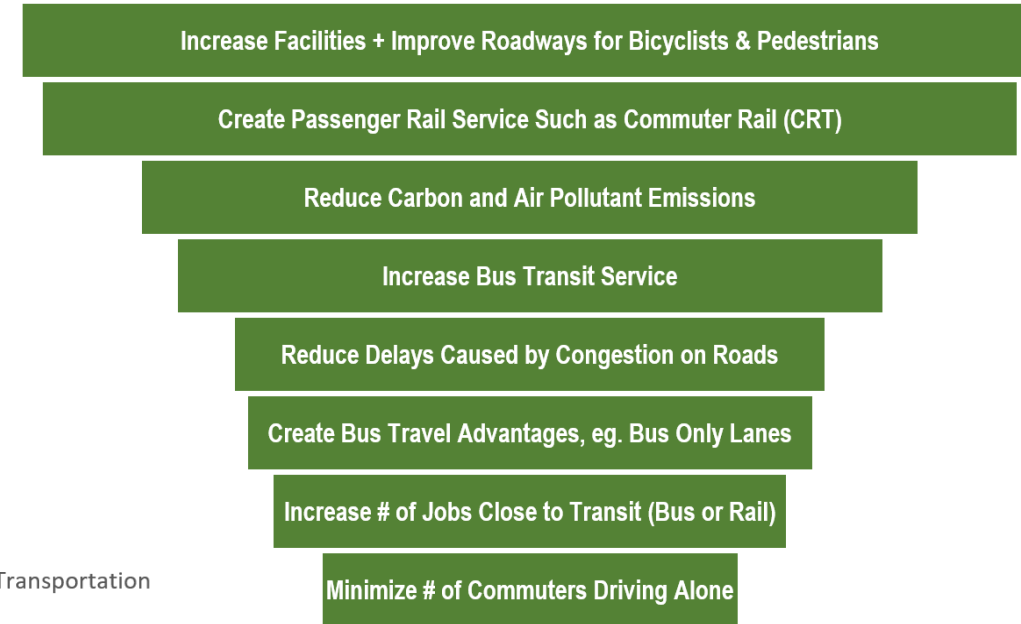 Increase Facilities + Improve Roadways for Bicyclists & Pedestrians
Create Passenger Rail Service Such as Commuter Rail (CRT)
Reduce Carbon and Air Pollutant Emissions
Increase Bus Transit Service
Reduce Delays Caused by Congestion on Roads
Create Bus Travel Advantages, eg. Bus Only Lanes
Increase # of Jobs Close to Transit (Bus or Rail)
Transportation
Minimize # of Commuters Driving Alone